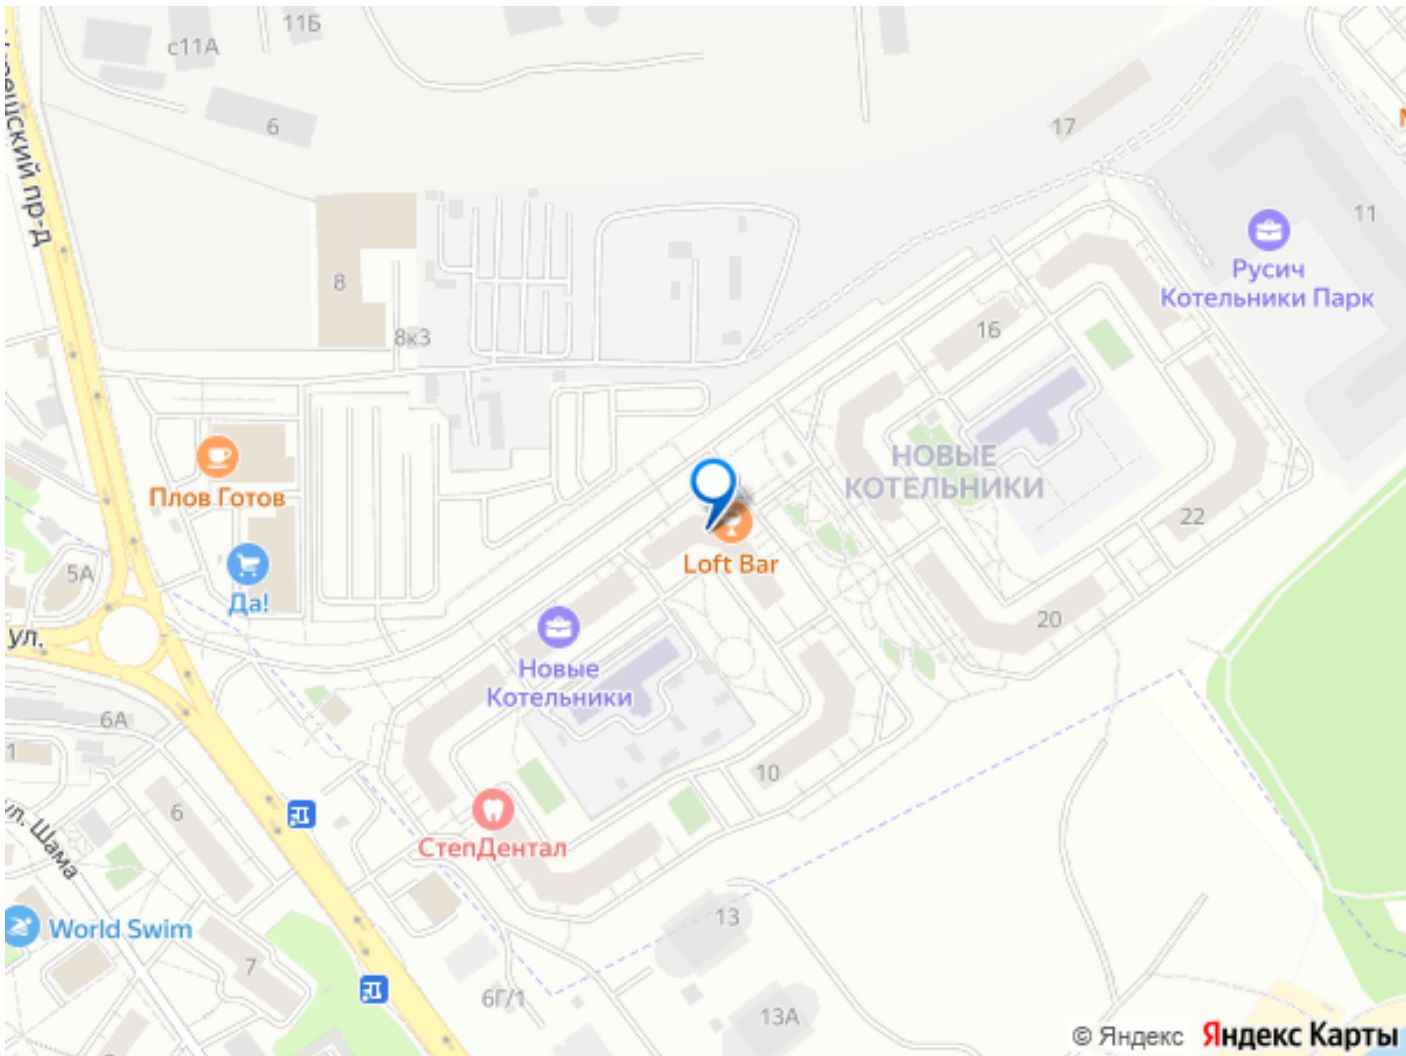 11Б
с11А
17
6
решский пр-д
11
Русич
Котельники Парк
8
16
8к3
НОВЫЕ
КОТЕЛЬНИКИ
Плов Готов
22
Loft Bar
5А
Да!
20
ул.
Новые
Котельники
6А
1
10
6
ул. Шама
СтепДентал
13
World Swim
7
6Г/1
13А
© Яндекс Яндекс Карты